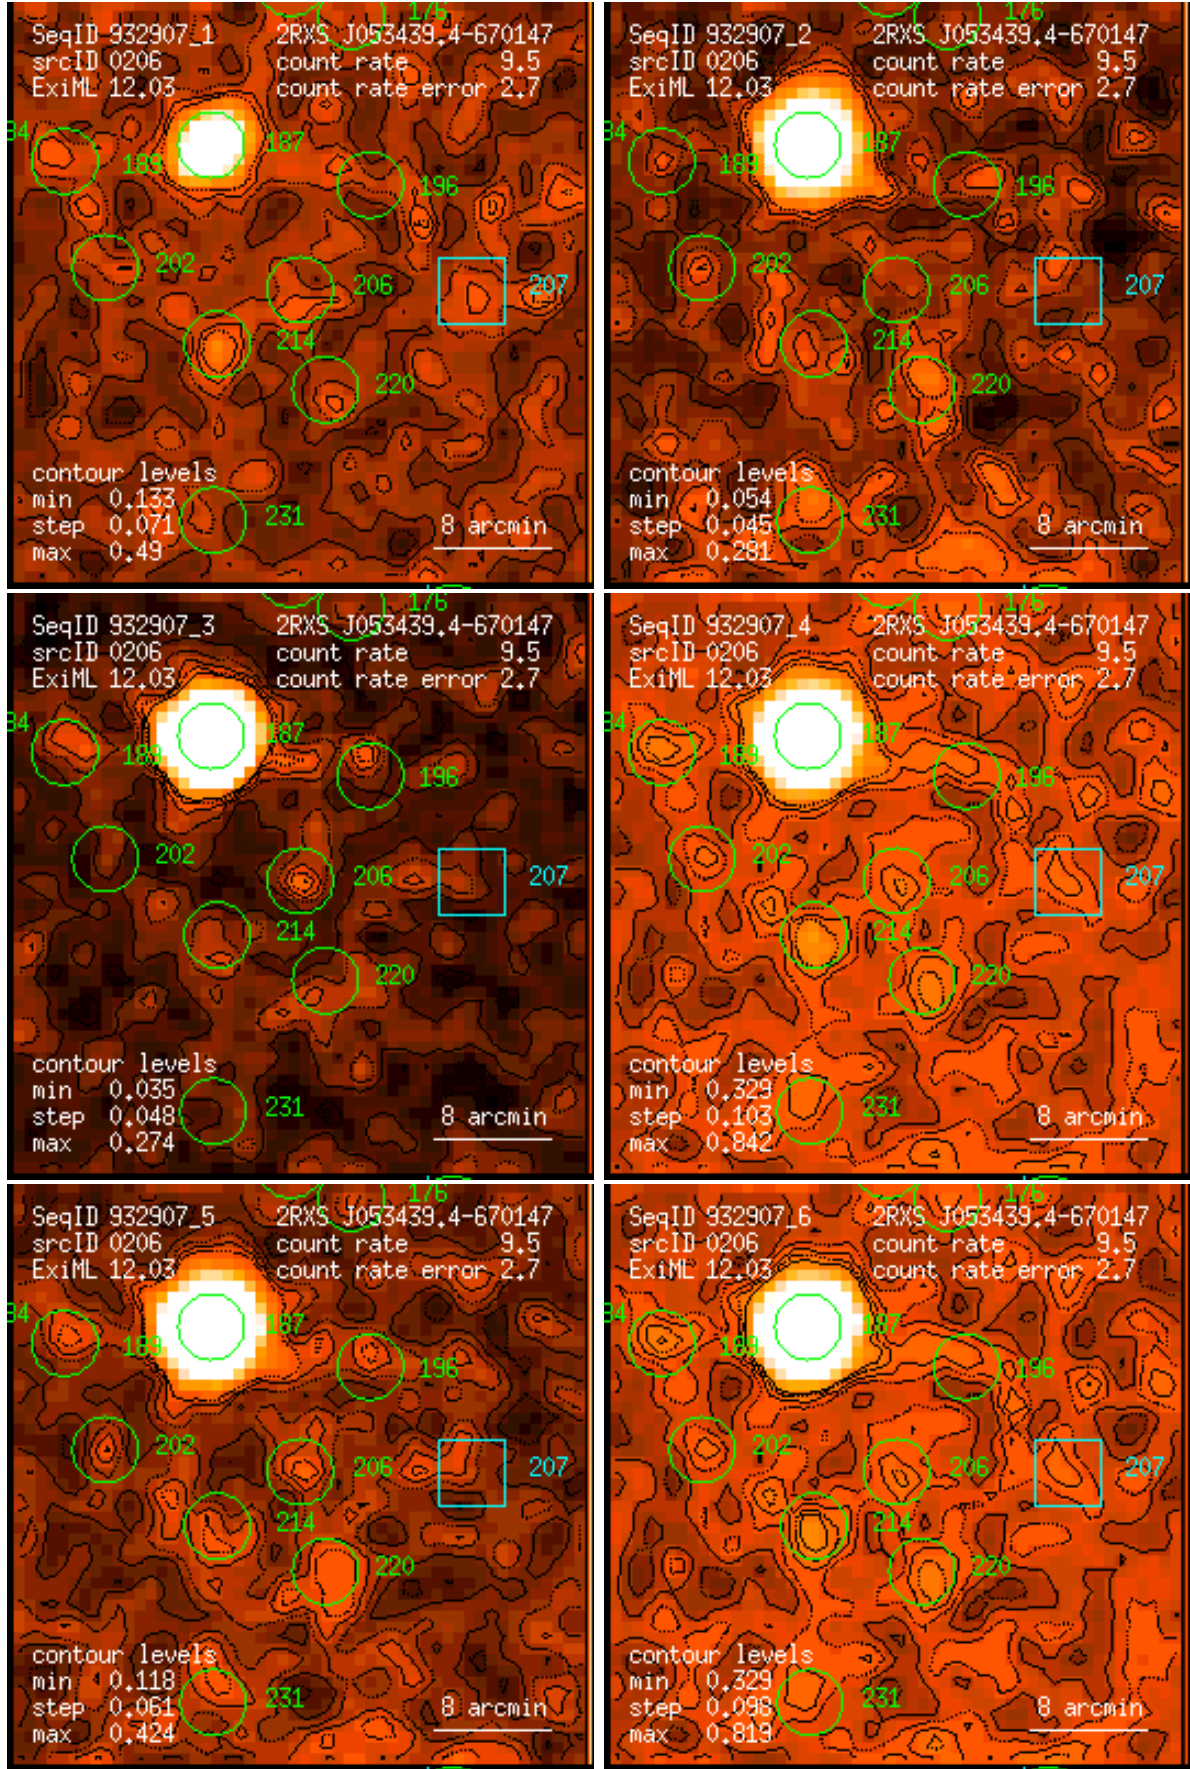 176
SeqID 932907_1 2RXS J053439.4-670147
srcID 0206 count rate 9.5
ExiML 12.03 count rate error 2.7
84 189 187 196
202 206 207
214
220
contour levels
min 0.133
step 0.071 231 8 arcmin
max 0.49
176
SeqID 932907_2 2RXS J053439.4-670147
srcID 0206 count rate 9.5
ExiML 12.03 count rate error 2.7
84 189 187 196
202 206 207
214
220
contour levels
min 0.054
step 0.045 231 8 arcmin
max 0.281
176
SeqID 932907_3 2RXS J053439.4-670147
srcID 0206 count rate 9.5
ExiML 12.03 count rate error 2.7
84 189 187 196
202 206 207
214
220
contour levels
min 0.035
step 0.048 231 8 arcmin
max 0.274
176
SeqID 932907_4 2RXS J053439.4-670147
srcID 0206 count rate 9.5
ExiML 12.03 count rate error 2.7
84 189 187 196
202 206 207
214
220
contour levels
min 0.329
step 0.103 231 8 arcmin
max 0.842
176
SeqID 932907_5 2RXS J053439.4-670147
srcID 0206 count rate 9.5
ExiML 12.03 count rate error 2.7
84 189 187 196
202 206 207
214
220
contour levels
min 0.118
step 0.061 231 8 arcmin
max 0.424
176
SeqID 932907_6 2RXS J053439.4-670147
srcID 0206 count rate 9.5
ExiML 12.03 count rate error 2.7
84 189 187 196
202 206 207
214
220
contour levels
min 0.329
step 0.098 231 8 arcmin
max 0.819